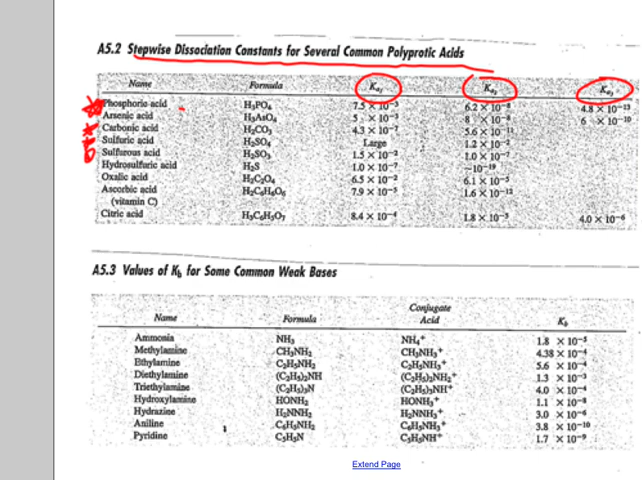 A5.2 Stepwise Dissociation Constants for Several Common Polyprotic Acids
Name Formula Ka₁ Ka₂ Ka₃
Phosphoric acid H₃PO₄ 7.5 × 10⁻³ 6.2 × 10⁻⁸ 4.8 × 10⁻¹³
Arsenic acid H₃AsO₄ 5 × 10⁻³ 8 × 10⁻⁸ 6 × 10⁻¹⁰
Carbonic acid H₂CO₃ 4.3 × 10⁻⁷ 5.6 × 10⁻¹¹
Sulfuric acid H₂SO₄ Large 1.2 × 10⁻²
Sulfurous acid H₂SO₃ 1.5 × 10⁻² 1.0 × 10⁻⁷
Hydrosulfuric acid H₂S 1.0 × 10⁻⁷ ~10⁻¹⁹
Oxalic acid H₂C₂O₄ 6.5 × 10⁻² 6.1 × 10⁻⁵
Ascorbic acid H₂C₆H₆O₆ 7.9 × 10⁻⁵ 1.6 × 10⁻¹²
(vitamin C)
Citric acid H₃C₆H₅O₇ 8.4 × 10⁻⁴ 1.8 × 10⁻⁵ 4.0 × 10⁻⁶
A5.3 Values of Kb for Some Common Weak Bases
Conjugate
Name Formula Acid Kb
Ammonia NH₃ NH₄⁺ 1.8 × 10⁻⁵
Methylamine CH₃NH₂ CH₃NH₃⁺ 4.38 × 10⁻⁴
Ethylamine C₂H₅NH₂ C₂H₅NH₃⁺ 5.6 × 10⁻⁴
Diethylamine (C₂H₅)₂NH (C₂H₅)₂NH₂⁺ 1.3 × 10⁻³
Triethylamine (C₂H₅)₃N (C₂H₅)₃NH⁺ 4.0 × 10⁻⁴
Hydroxylamine HONH₂ HONH₃⁺ 1.1 × 10⁻⁸
Hydrazine H₂NNH₂ H₂NNH₃⁺ 3.0 × 10⁻⁶
Aniline C₆H₅NH₂ C₆H₅NH₃⁺ 3.8 × 10⁻¹⁰
Pyridine C₅H₅N C₅H₅NH⁺ 1.7 × 10⁻⁹
Extend Page